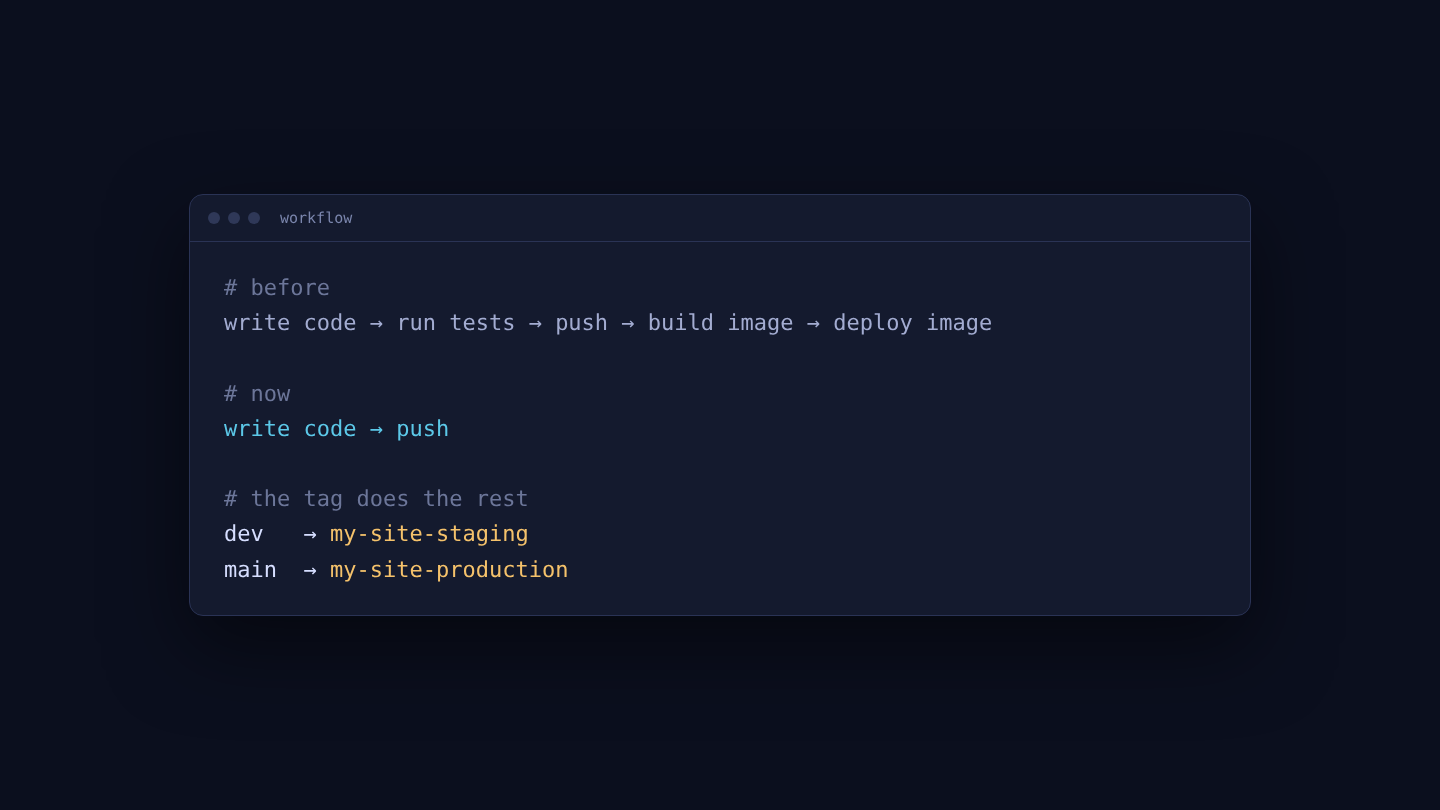 workflow
# before
write code → run tests → push → build image → deploy image
# now
write code → push
# the tag does the rest
dev → my-site-staging
main → my-site-production